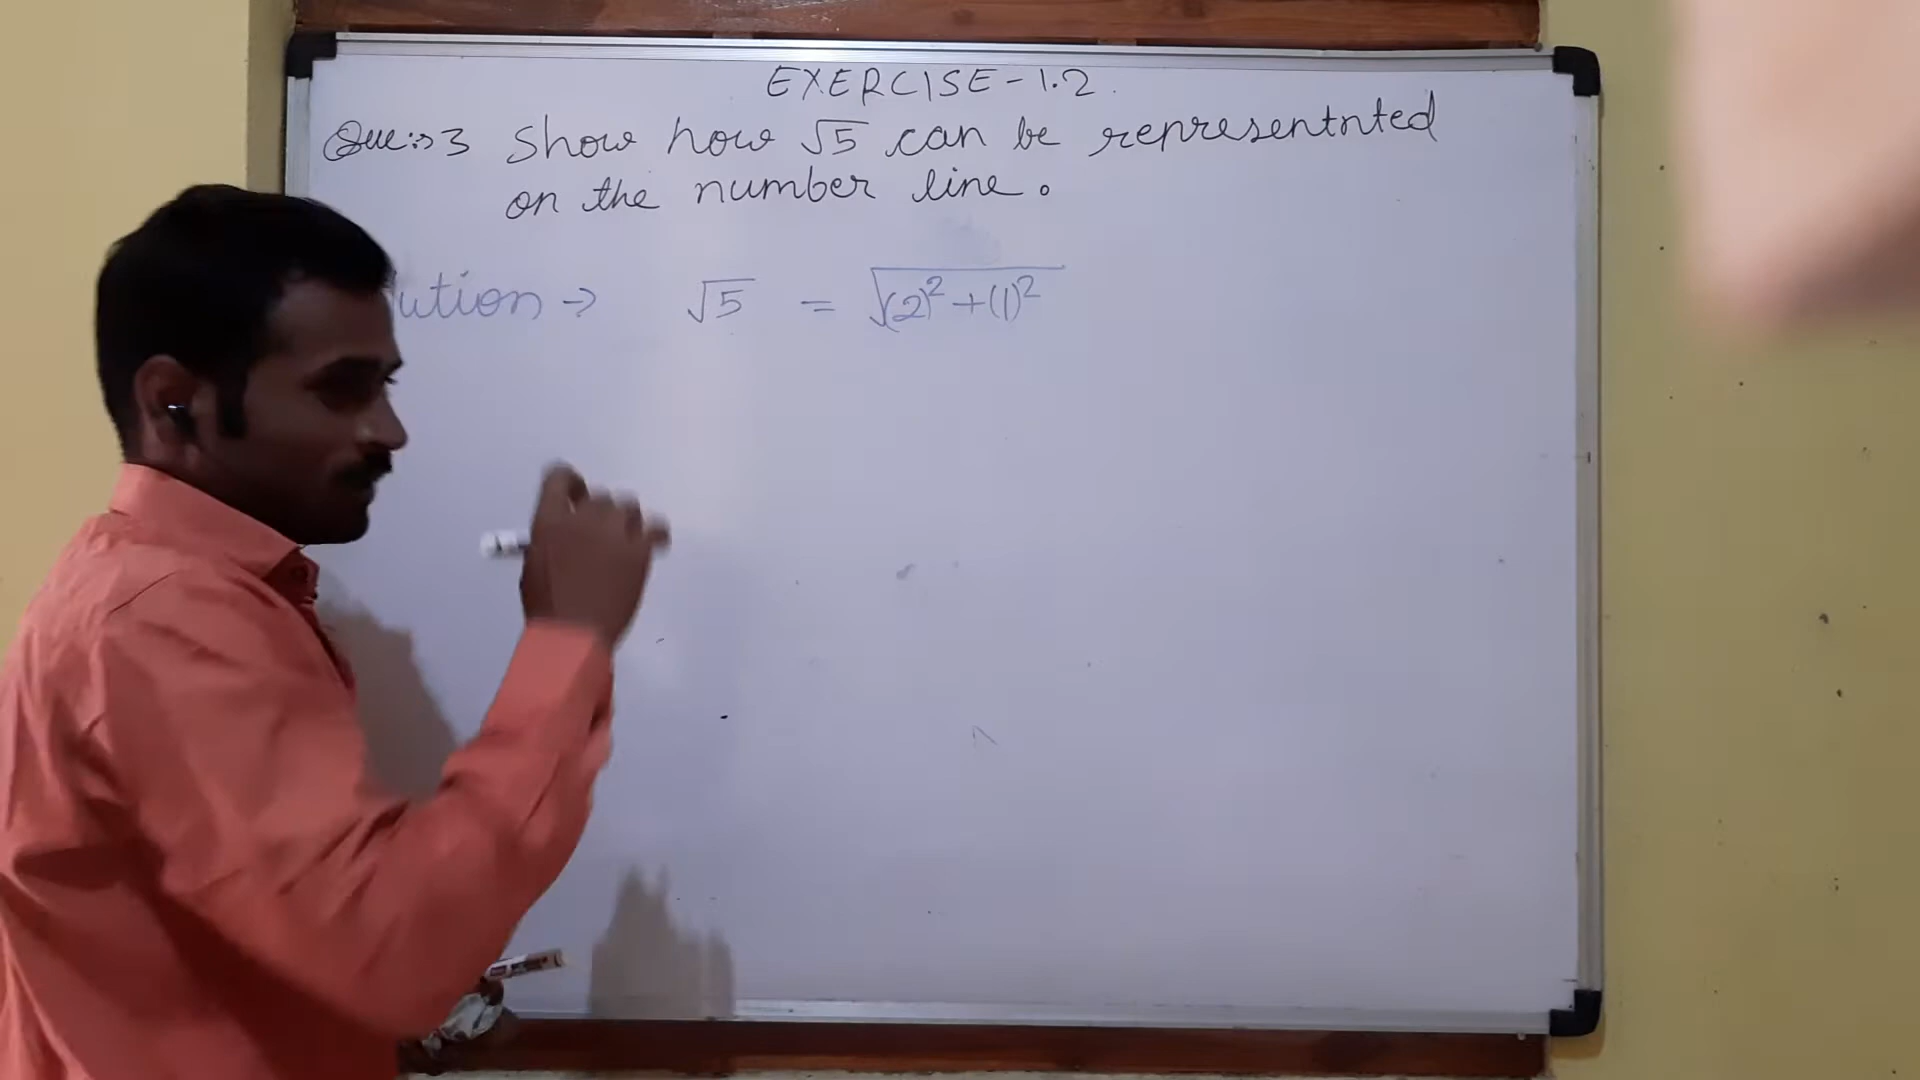 EXERCISE-1.2.
Que:→3 Show how √5 can be representnted
on the number line.
lution → √5 = √(2)²+(1)²